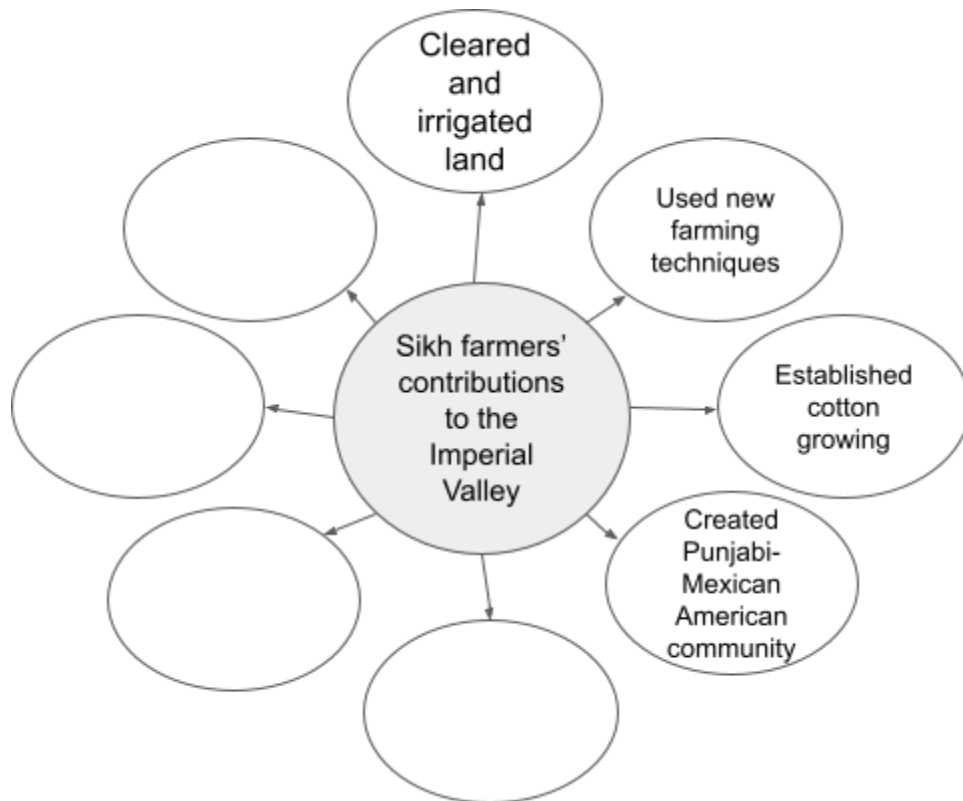 Cleared
and
irrigated
land
Used new
farming
techniques
Sikh farmers’
contributions
to the
Imperial
Valley
Established
cotton
growing
Created
Punjabi-
Mexican
American
community